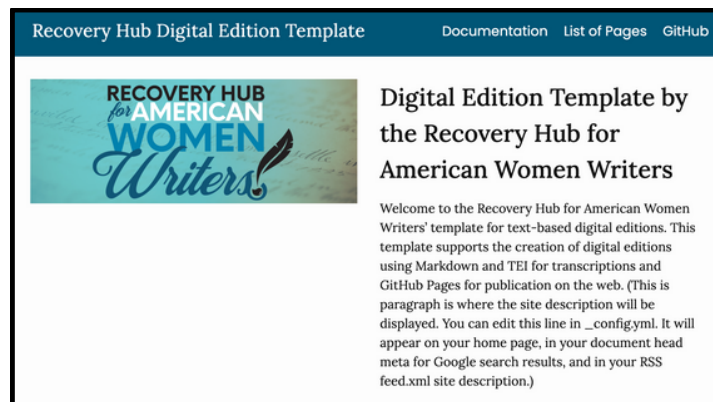 Recovery Hub Digital Edition Template
Documentation List of Pages GitHub
RECOVERY HUB
for AMERICAN
WOMEN
Writers
Digital Edition Template by
the Recovery Hub for
American Women Writers
Welcome to the Recovery Hub for American Women
Writers’ template for text-based digital editions. This
template supports the creation of digital editions
using Markdown and TEI for transcriptions and
GitHub Pages for publication on the web. (This is
paragraph is where the site description will be
displayed. You can edit this line in _config.yml. It will
appear on your home page, in your document head
meta for Google search results, and in your RSS
feed.xml site description.)